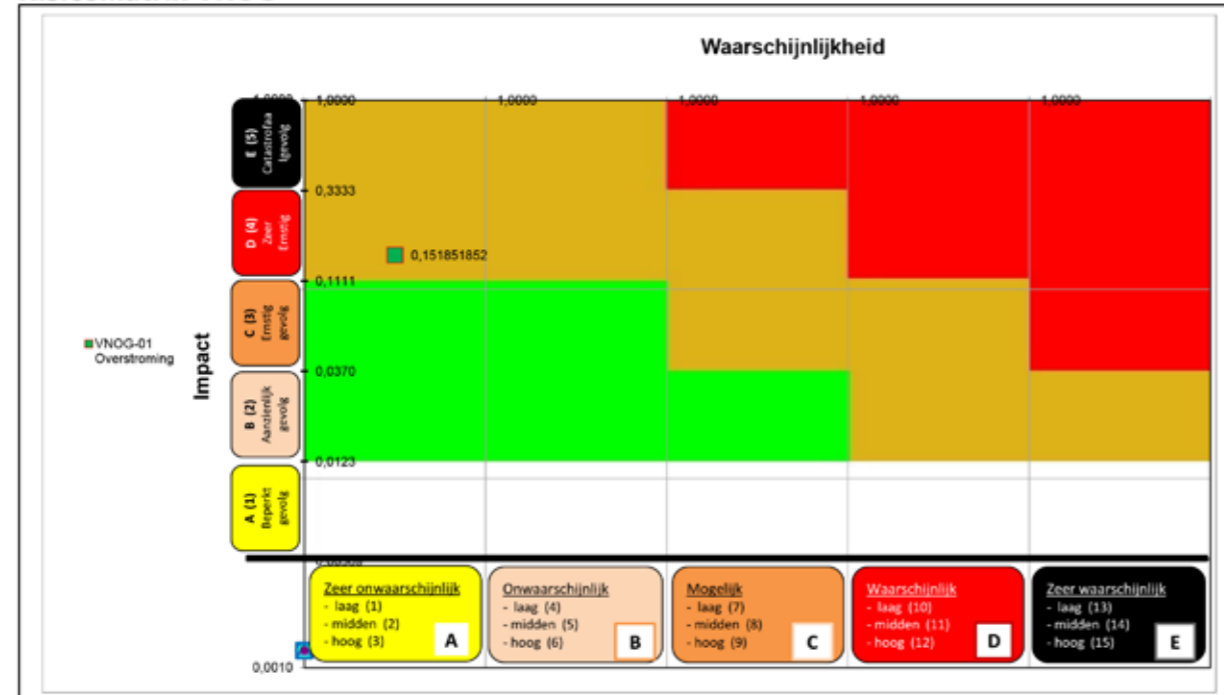 Waarschijnlijkheid
1,0000
1,0000
1,0000
1,0000
1,0000
E (5)
Catastrofaa
lgevolg
0,3333
D (4)
Zeer
Ernstig
0,151851852
0,1111
C (3)
Ernstig
gevolg
VNOG-01
Overstroming
Impact
0,0370
B (2)
Aanzienlijk
gevolg
0,0123
A (1)
Beperkt
gevolg
Zeer onwaarschijnlijk
- laag (1)
- midden (2)
- hoog (3)
A
Onwaarschijnlijk
- laag (4)
- midden (5)
- hoog (6)
B
Mogelijk
- laag (7)
- midden (8)
- hoog (9)
C
Waarschijnlijk
- laag (10)
- midden (11)
- hoog (12)
D
Zeer waarschijnlijk
- laag (13)
- midden (14)
- hoog (15)
E
0,0010